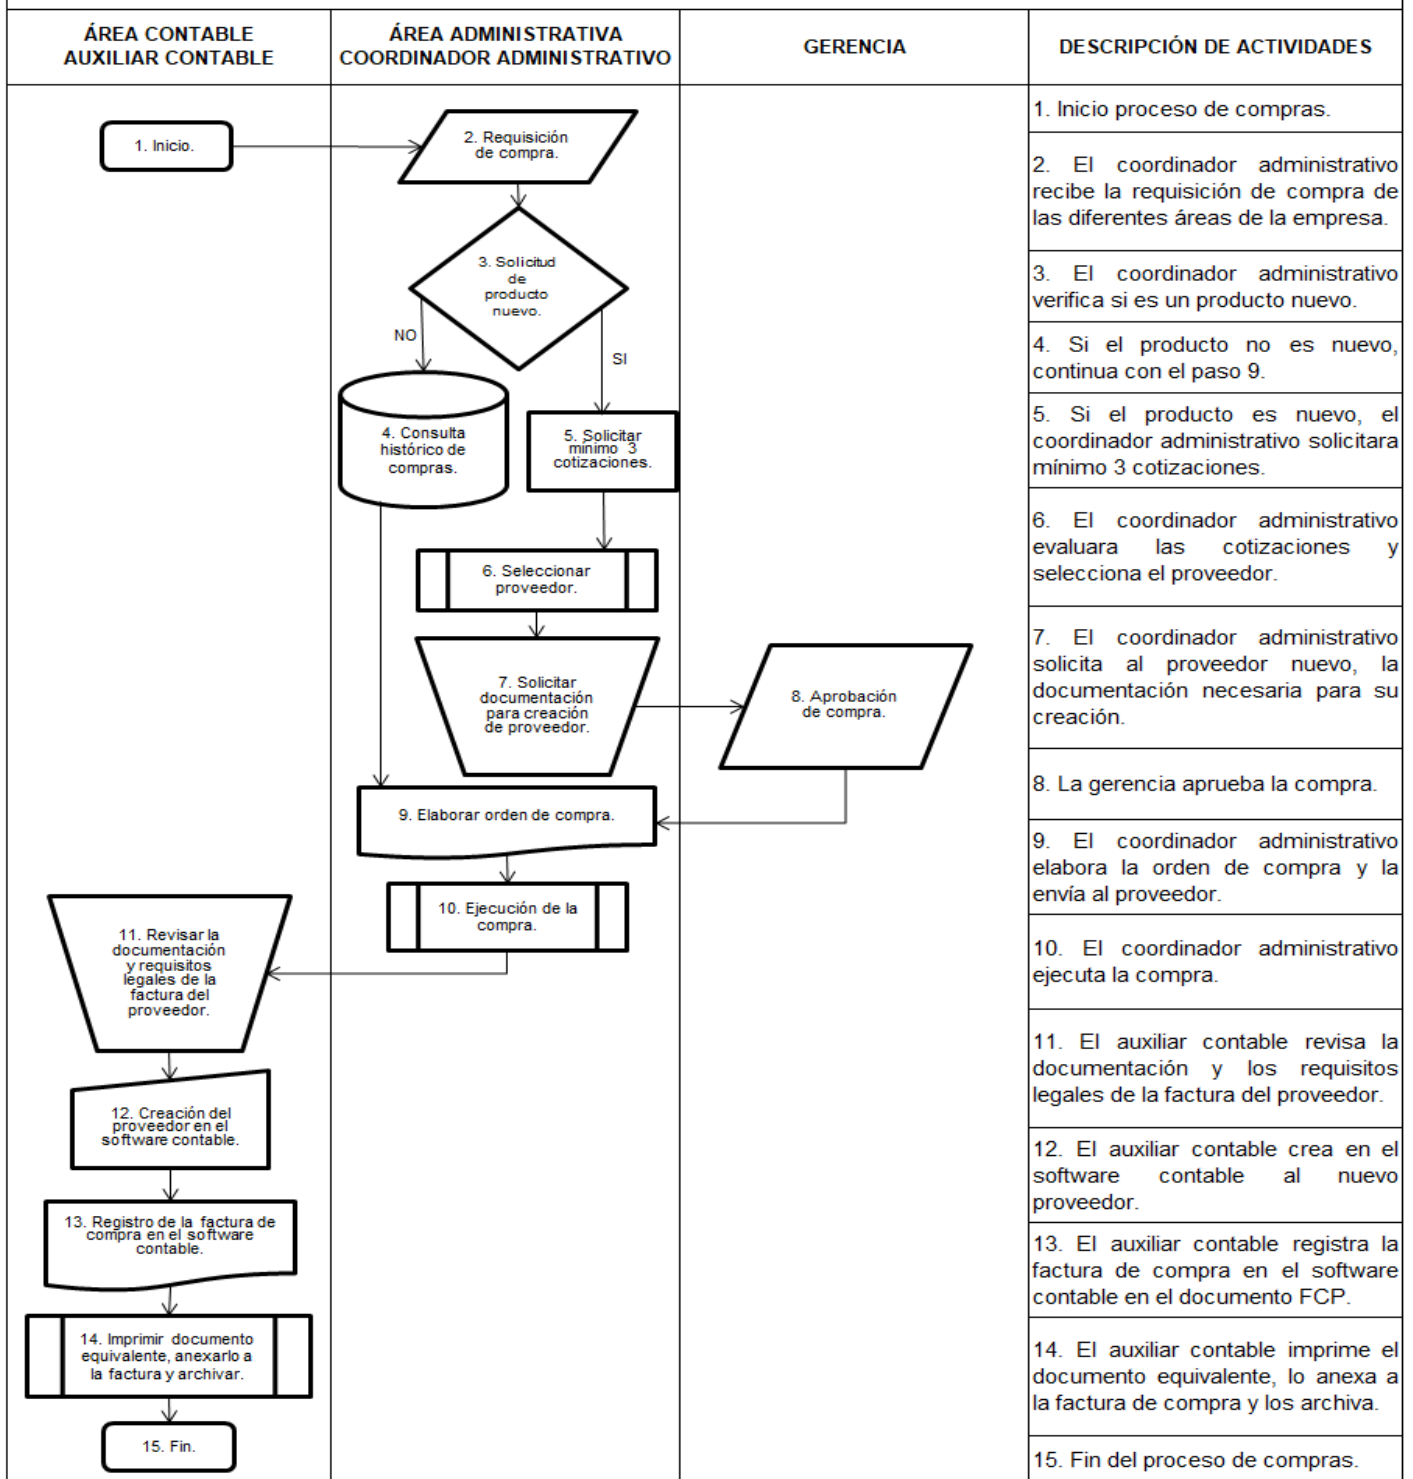 ÁREA CONTABLE
AUXILIAR CONTABLE
ÁREA ADMINISTRATIVA
COORDINADOR ADMINISTRATIVO
GERENCIA
DESCRIPCIÓN DE ACTIVIDADES
1. Inicio.
2. Requisición
de compra.
3. Solicitud
de
producto
nuevo.
NO
SI
4. Consulta
histórico de
compras.
5. Solicitar
mínimo 3
cotizaciones.
6. Seleccionar
proveedor.
7. Solicitar
documentación
para creación
de proveedor.
8. Aprobación
de compra.
9. Elaborar orden de compra.
10. Ejecución de la
compra.
11. Revisar la
documentación
y requisitos
legales de la
factura del
proveedor.
12. Creación del
proveedor en el
software contable.
13. Registro de la factura de
compra en el software
contable.
14. Imprimir documento
equivalente, anexarlo a
la factura y archivar.
15. Fin.
1. Inicio proceso de compras.
2. El coordinador administrativo
recibe la requisición de compra de
las diferentes áreas de la empresa.
3. El coordinador administrativo
verifica si es un producto nuevo.
4. Si el producto no es nuevo,
continua con el paso 9.
5. Si el producto es nuevo, el
coordinador administrativo solicitara
mínimo 3 cotizaciones.
6. El coordinador administrativo
evaluara las cotizaciones y
selecciona el proveedor.
7. El coordinador administrativo
solicita al proveedor nuevo, la
documentación necesaria para su
creación.
8. La gerencia aprueba la compra.
9. El coordinador administrativo
elabora la orden de compra y la
envía al proveedor.
10. El coordinador administrativo
ejecuta la compra.
11. El auxiliar contable revisa la
documentación y los requisitos
legales de la factura del proveedor.
12. El auxiliar contable crea en el
software contable al nuevo
proveedor.
13. El auxiliar contable registra la
factura de compra en el software
contable en el documento FCP.
14. El auxiliar contable imprime el
documento equivalente, lo anexa a
la factura de compra y los archiva.
15. Fin del proceso de compras.